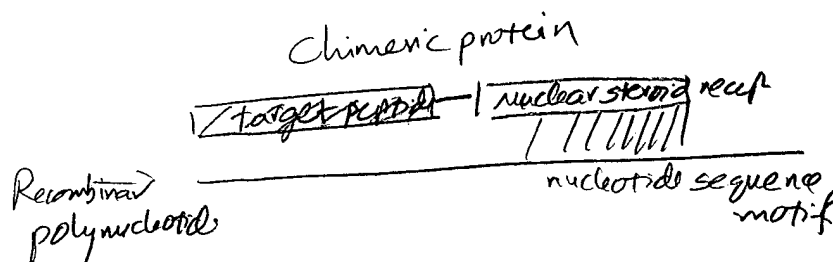 Chimeric protein
target peptide nuclear steroid recep
Recombinant nucleotide sequence
polynucleotide motif